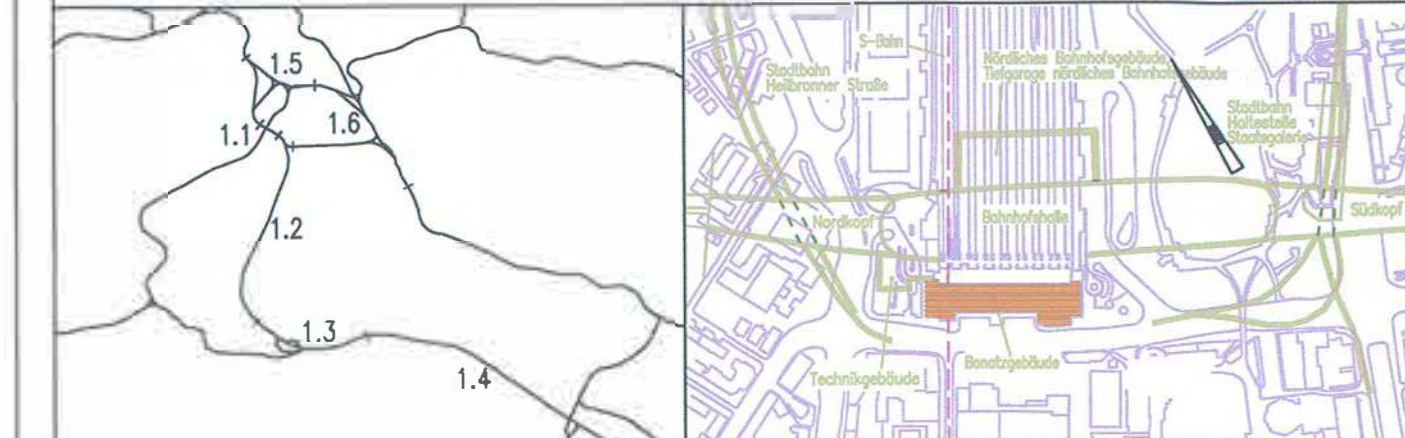 1.5
1.6
1.1
1.2
1.3
1.4
S-Bahn
Stadtbahn
Heilbronner Straße
Nördliches Bahnhofsgebäude
Tiefgarage nördliches Bahnhofsgebäude
Stadtbahn
Haltestelle
Staatsgalerie
Nordkopf
Bahnhofshalle
Südkopf
Technikgebäude
Bonatzgebäude